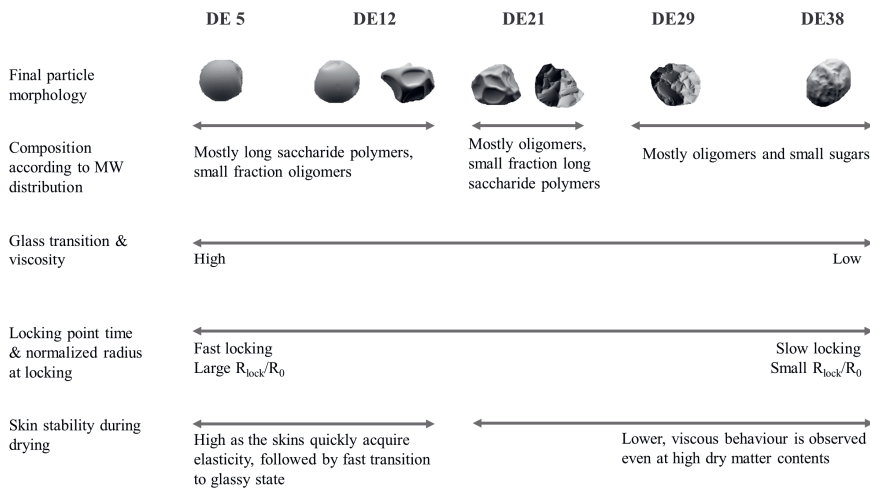 DE 5 DE12 DE21 DE29 DE38
Final particle
morphology
Composition
according to MW
distribution
Mostly long saccharide polymers,
small fraction oligomers
Mostly oligomers,
small fraction long
saccharide polymers
Mostly oligomers and small sugars
Glass transition &
viscosity
High
Low
Locking point time
& normalized radius
at locking
Fast locking
Large Rlock/R0
Slow locking
Small Rlock/R0
Skin stability during
drying
High as the skins quickly acquire
elasticity, followed by fast transition
to glassy state
Lower, viscous behaviour is observed
even at high dry matter contents